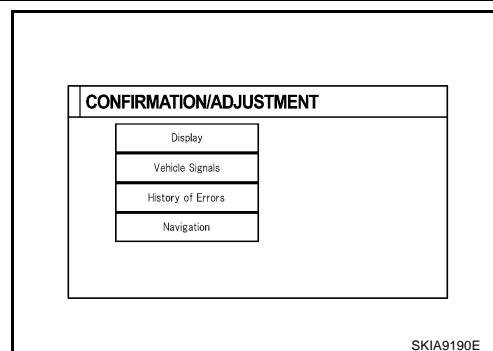 CONFIRMATION/ADJUSTMENT
Display
Vehicle Signals
History of Errors
Navigation
SKIA9190E